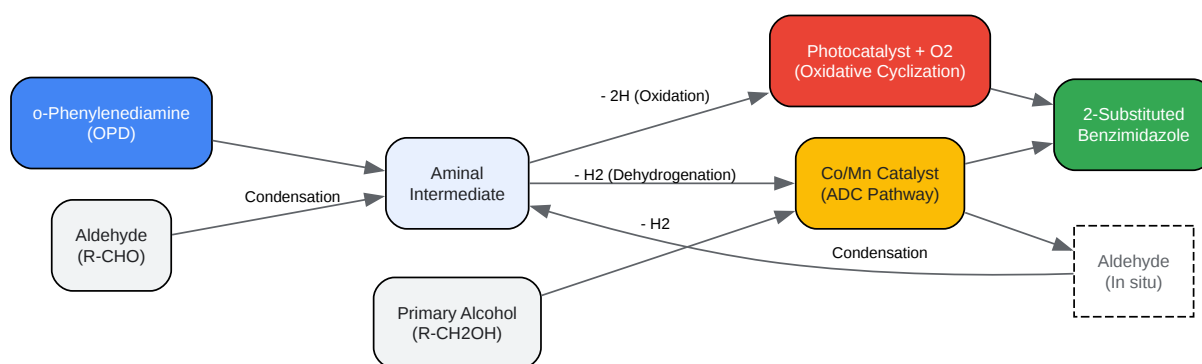 Photocatalyst + O2
(Oxidative Cyclization)
- 2H (Oxidation)
o-Phenylenediamine
(OPD)
2-Substituted
Benzimidazole
Aminal
Intermediate
- H2 (Dehydrogenation)
Co/Mn Catalyst
(ADC Pathway)
Condensation
- H2
Aldehyde
(R-CHO)
Condensation
Aldehyde
(In situ)
Primary Alcohol
(R-CH2OH)